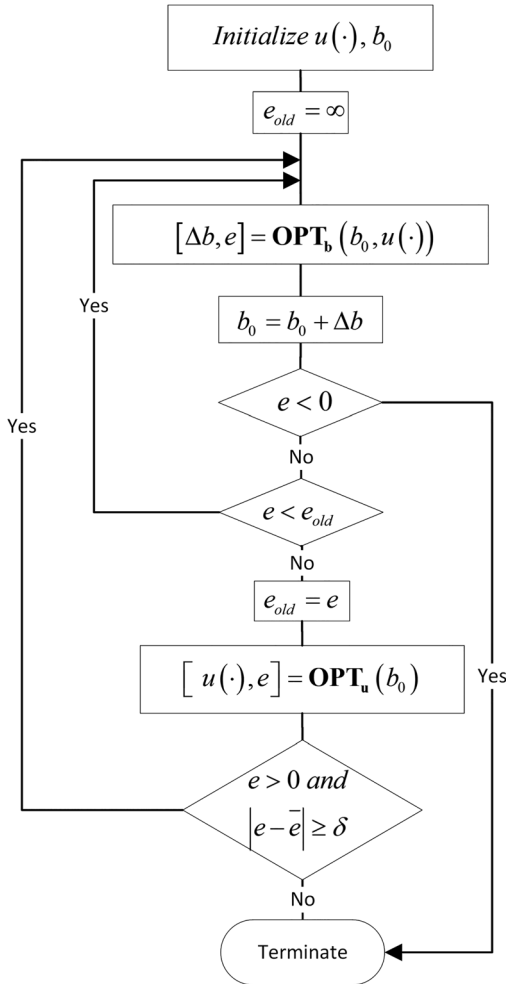 Initialize u(·), b₀
e_old = ∞
[Δb, e] = OPT_b (b₀, u(·))
Yes
b₀ = b₀ + Δb
e < 0
Yes
No
e < e_old
No
e_old = e
[ u(·), e] = OPT_u (b₀)
Yes
e > 0 and
|e − e̅| ≥ δ
No
Terminate